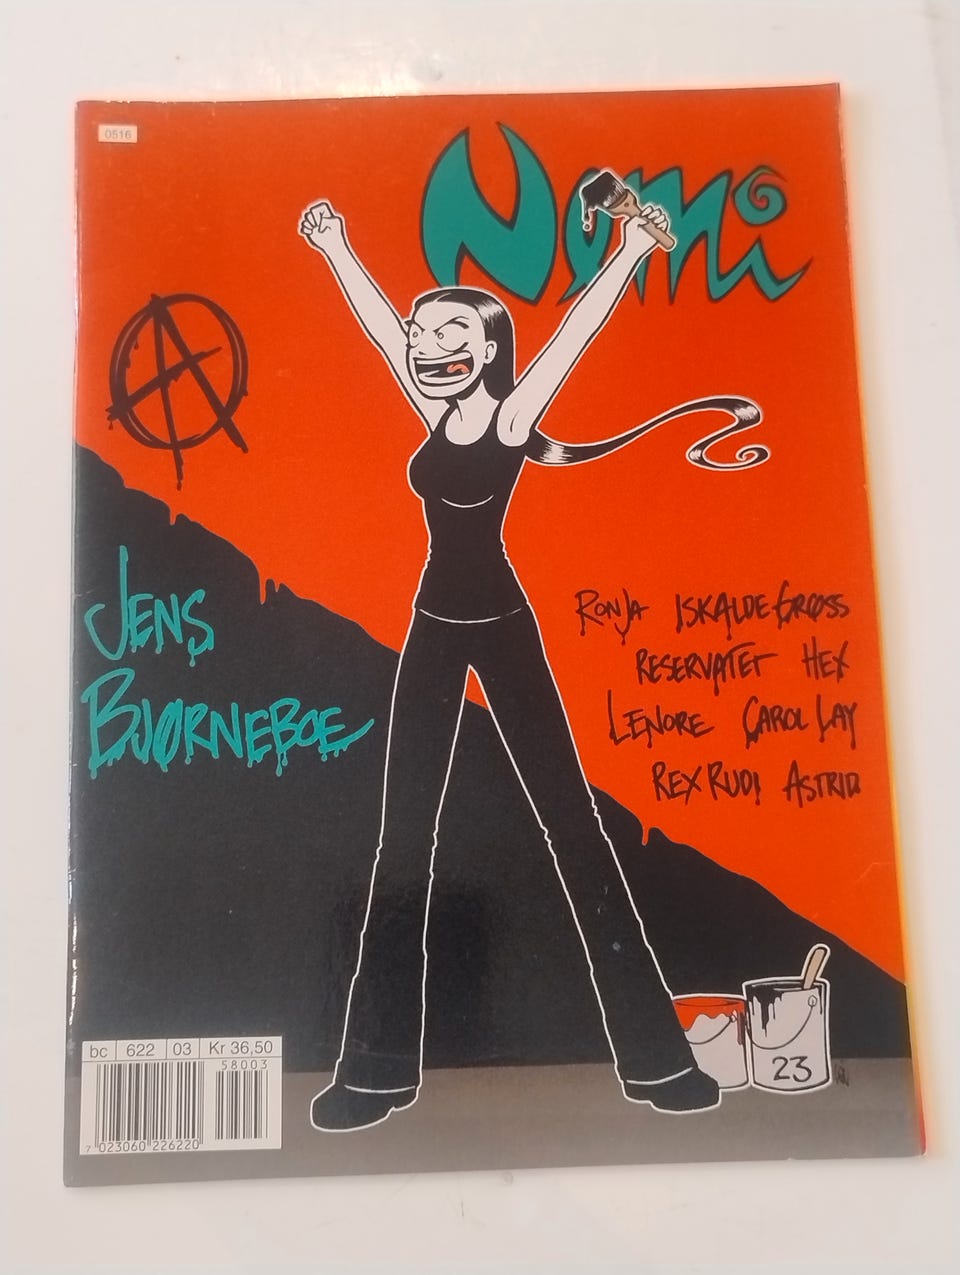 0516
Nemi
A
JENS
BJØRNEBOE
RONJA ISKALDE GRØSS
RESERVATET HEX
LENORE CAROL LAY
REX RUDI ASTRID
23
bc 622 03 Kr 36,50
58003
7 023060 226220